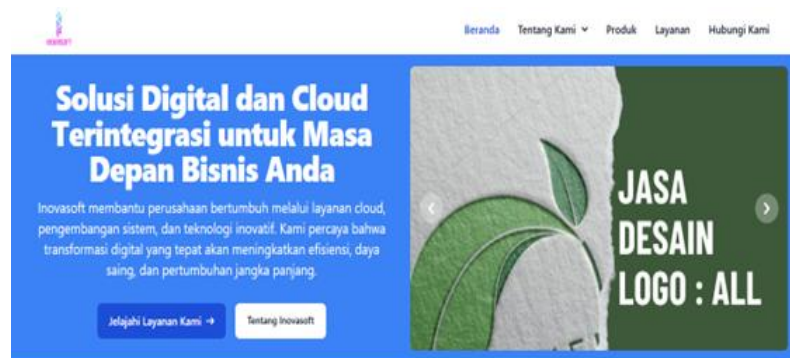 Beranda Tentang Kami Produk Layanan Hubungi Kami
Solusi Digital dan Cloud
Terintegrasi untuk Masa
Depan Bisnis Anda
Inovasoft membantu perusahaan bertumbuh melalui layanan cloud,
pengembangan sistem, dan teknologi inovatif. Kami percaya bahwa
transformasi digital yang tepat akan meningkatkan efisiensi, daya
saing, dan pertumbuhan jangka panjang.
Jelajahi Layanan Kami →
Tentang Inovasoft
JASA
DESAIN
LOGO : ALL